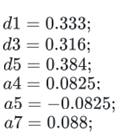 d1 = 0.333;
d3 = 0.316;
d5 = 0.384;
a4 = 0.0825;
a5 = −0.0825;
a7 = 0.088;